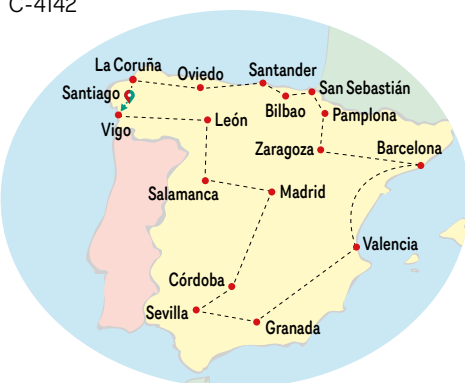 C-4142
La Coruña
Oviedo
Santander
San Sebastián
Santiago
Bilbao
Pamplona
Vigo
León
Zaragoza
Barcelona
Salamanca
Madrid
Valencia
Córdoba
Sevilla
Granada